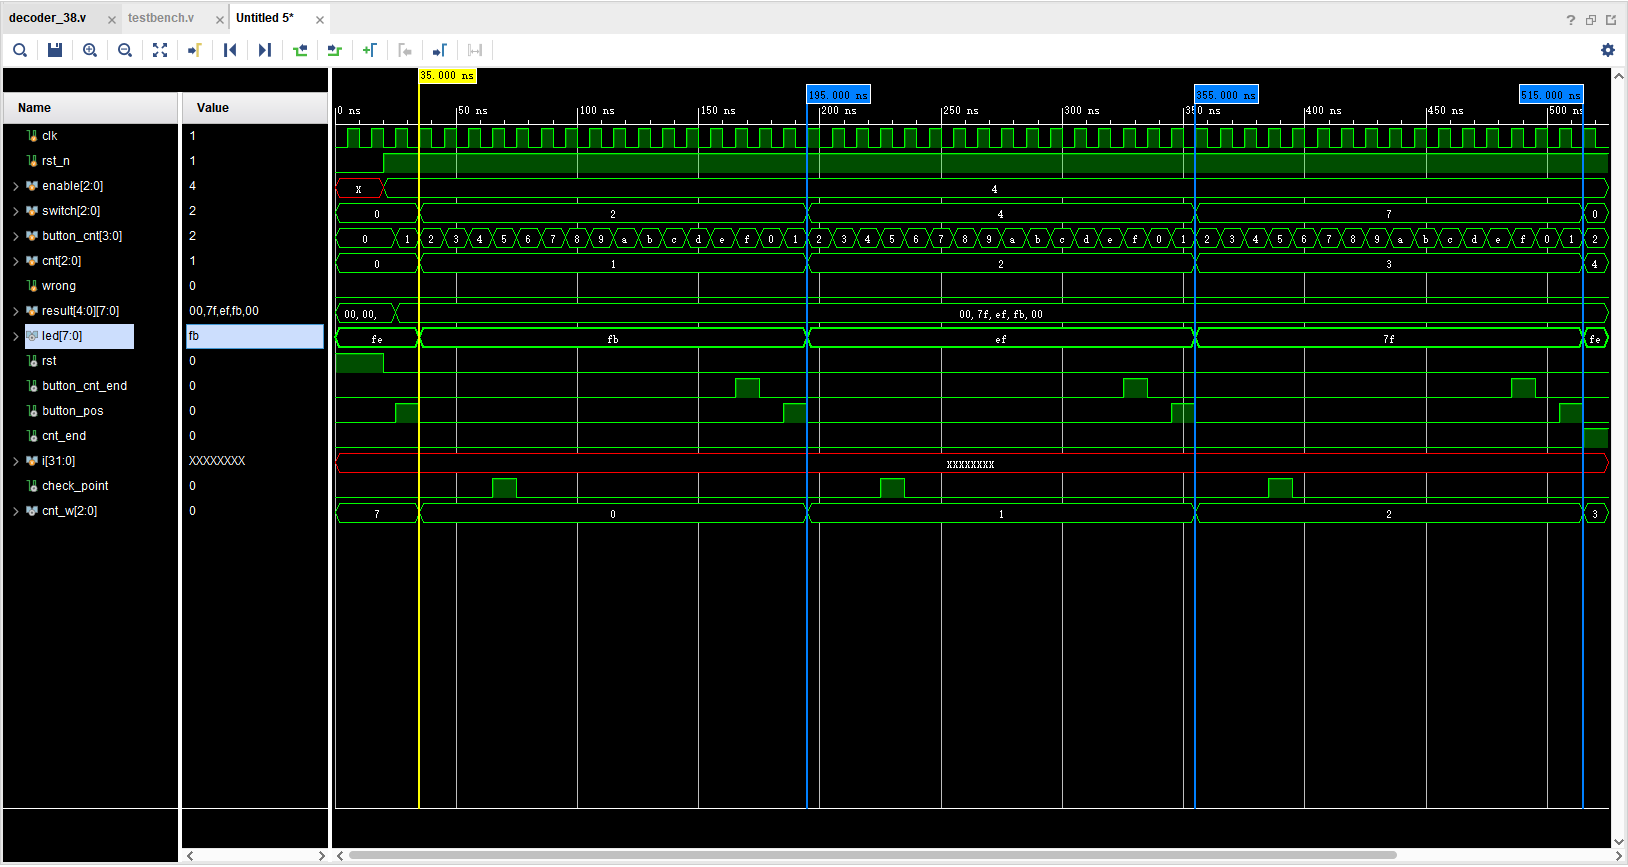 decoder_38.v × testbench.v × Untitled 5* ×
?
35.000 ns
195.000 ns 355.000 ns 515.000 ns
Name Value
0 ns 50 ns 100 ns 150 ns 200 ns 250 ns 300 ns 350 ns 400 ns 450 ns 500 ns
clk 1
rst_n 1
enable[2:0] 4 X 4
switch[2:0] 2 0 2 4 7 0
button_cnt[3:0] 2 0 1 2 3 4 5 6 7 8 9 a b c d e f 0 1 2 3 4 5 6 7 8 9 a b c d e f 0 1 2 3 4 5 6 7 8 9 a b c d e f 0 1 2
cnt[2:0] 1 0 1 2 3 4
wrong 0
result[4:0][7:0] 00,7f,ef,fb,00 00,00, 00,7f,ef,fb,00
led[7:0] fb fe fb ef 7f fe
rst 0
button_cnt_end 0
button_pos 0
cnt_end 0
i[31:0] XXXXXXXX XXXXXXXX
check_point 0
cnt_w[2:0] 0 7 0 1 2 3